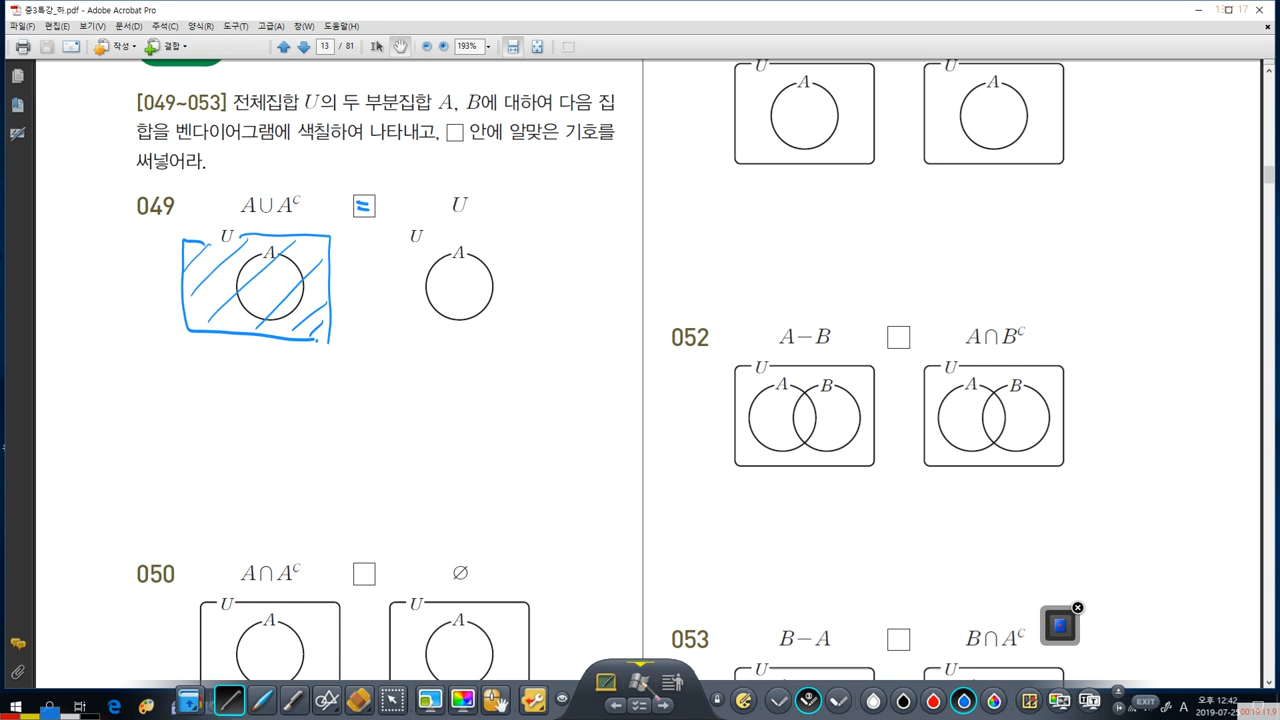 중3특강_하.pdf - Adobe Acrobat Pro
파일(F) 편집(E) 보기(V) 문서(D) 주석(C) 양식(R) 도구(T) 고급(A) 창(W) 도움말(H)
작성 결합 13 / 81 193%
[049~053] 전체집합 U의 두 부분집합 A, B에 대하여 다음 집
합을 벤다이어그램에 색칠하여 나타내고, □ 안에 알맞은 기호를
써넣어라.
049 A∪Aᶜ = U
U A U A
050 A∩Aᶜ □ ∅
U A U A
U A U A
052 A−B □ A∩Bᶜ
U A B U A B
053 B−A □ B∩Aᶜ
U U
EXIT
A
오후 12:42
2019-07-25